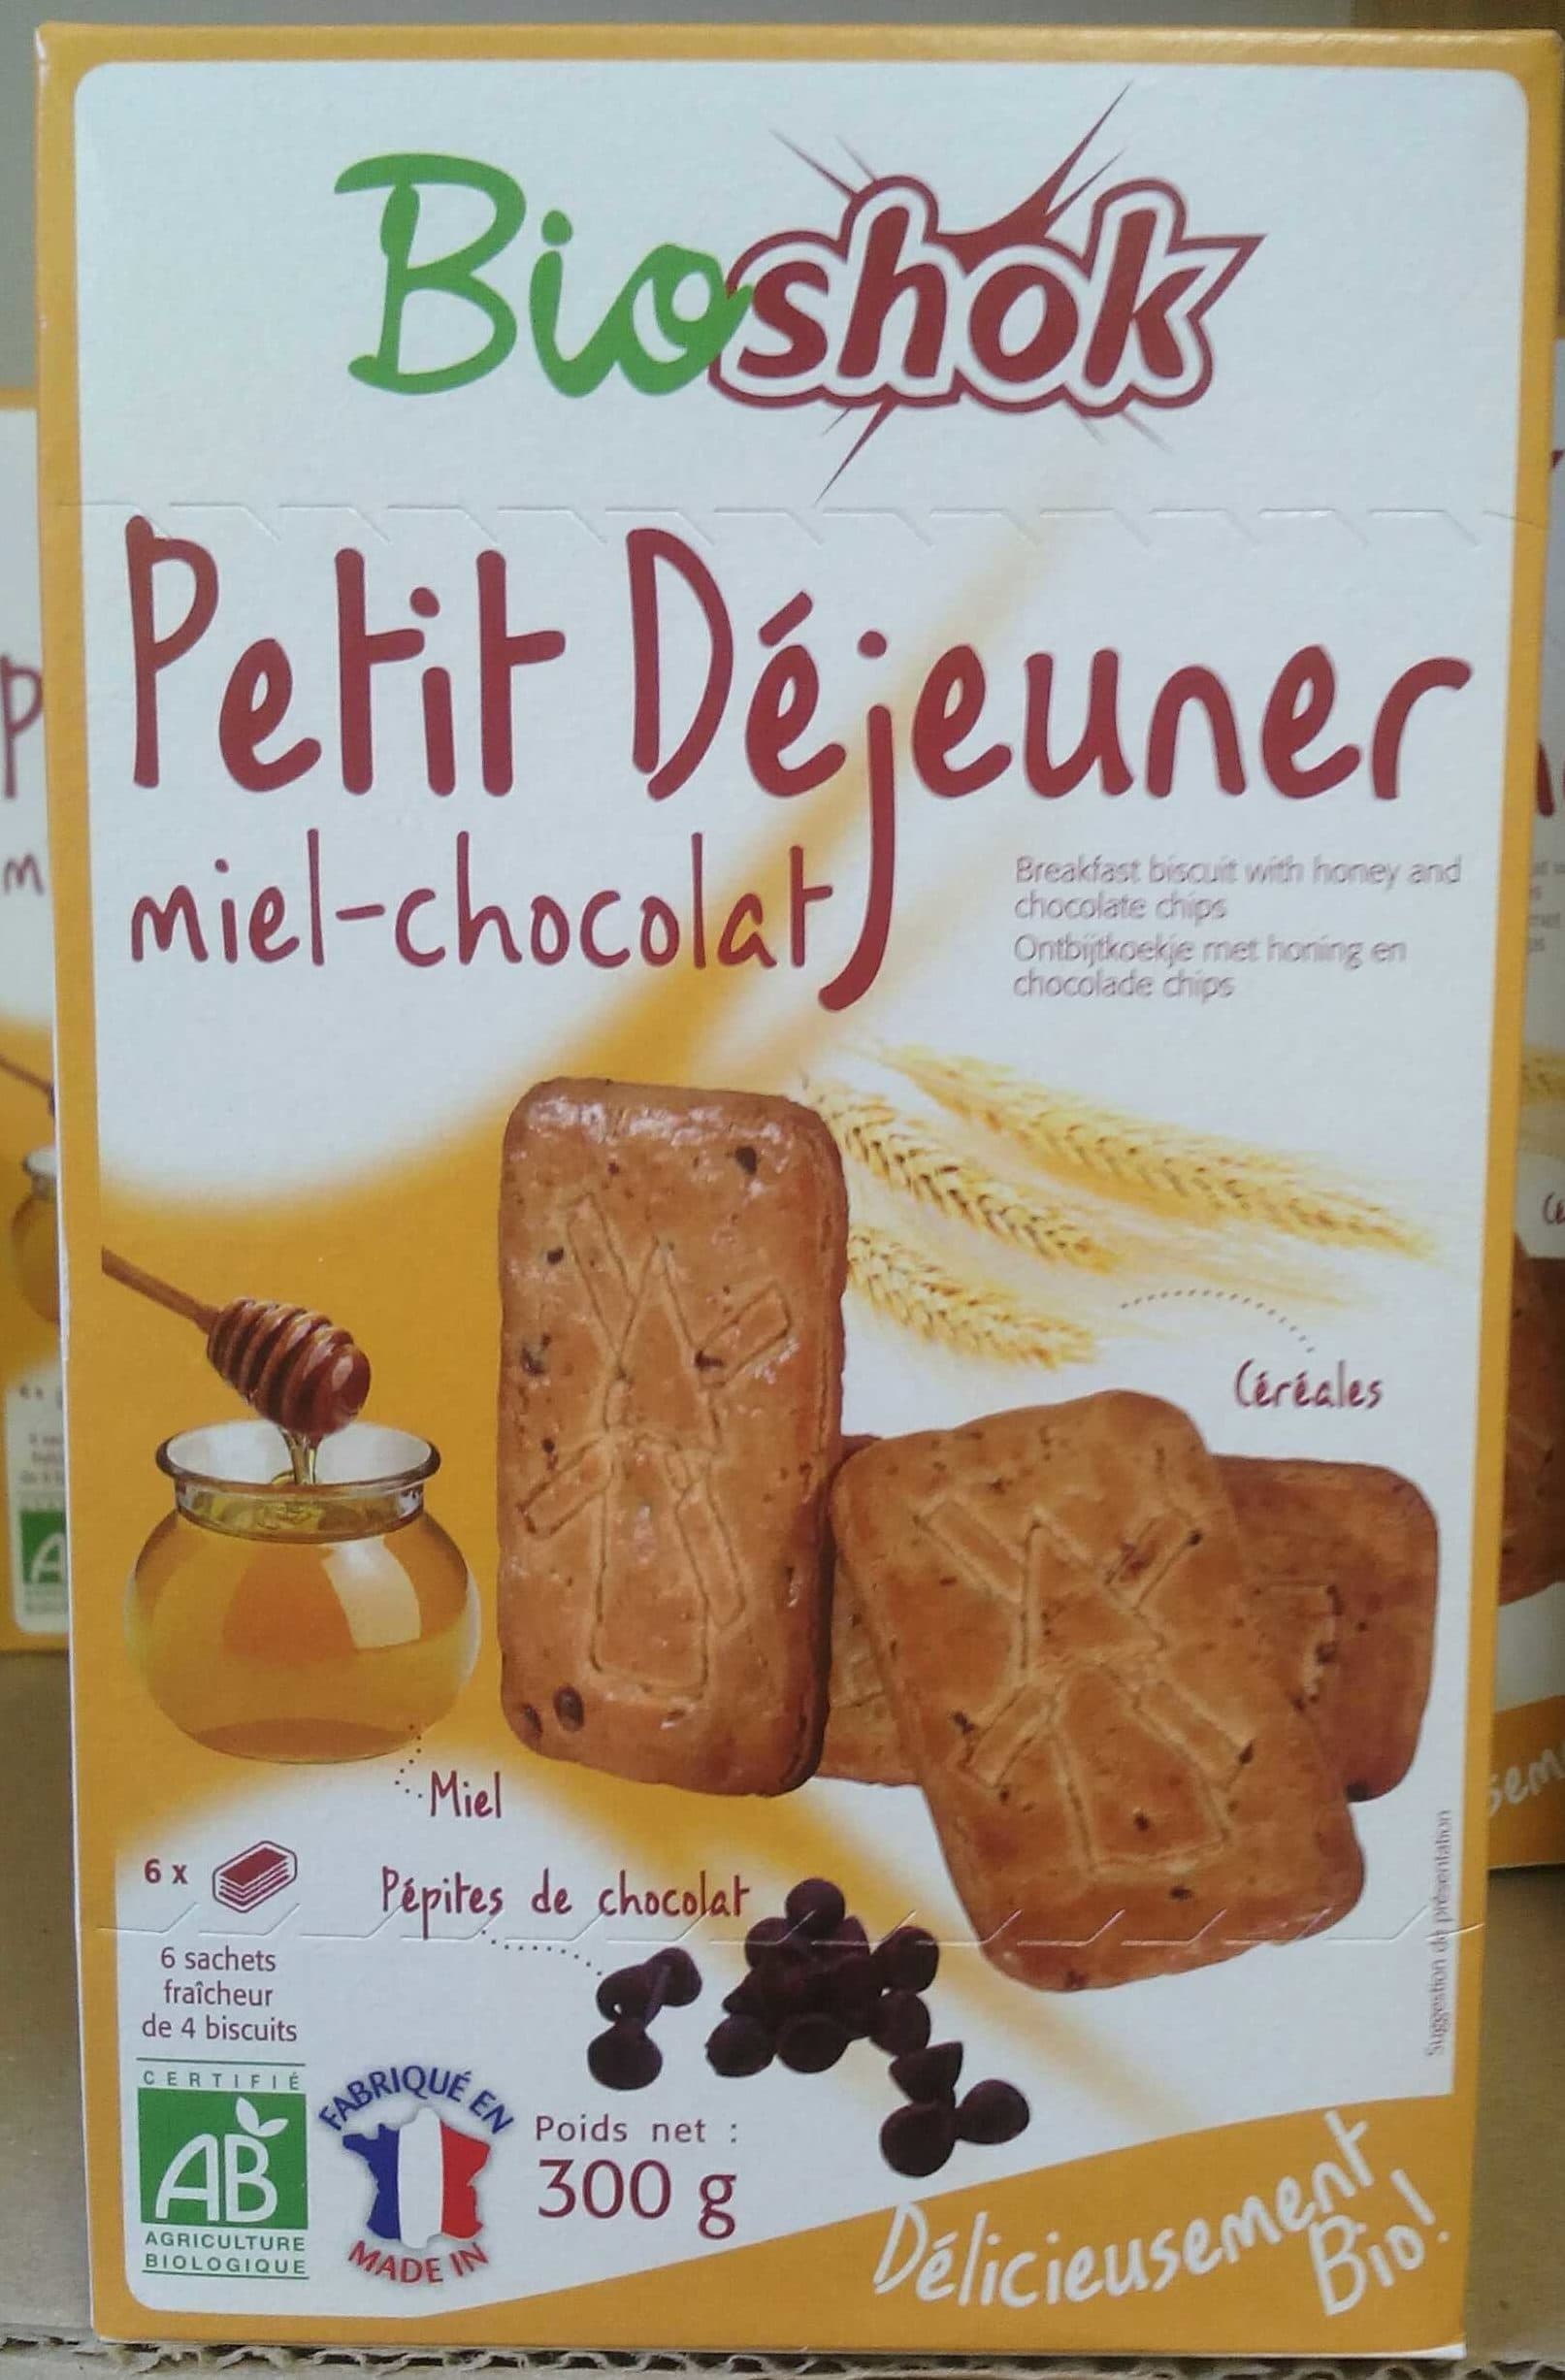 Bioshok
Petit Déjeuner
miel-chocolat
Breakfast biscuit with honey and
chocolate chips
Ontbijtkoekje met honing en
chocolade chips
Céréales
Miel
6 x
Pépites de chocolat
6 sachets
fraîcheur
de 4 biscuits
Suggestion de présentation
CERTIFIÉ
AB
AGRICULTURE
BIOLOGIQUE
FABRIQUÉ EN
MADE IN
Poids net :
300 g
Délicieusement
Bio!